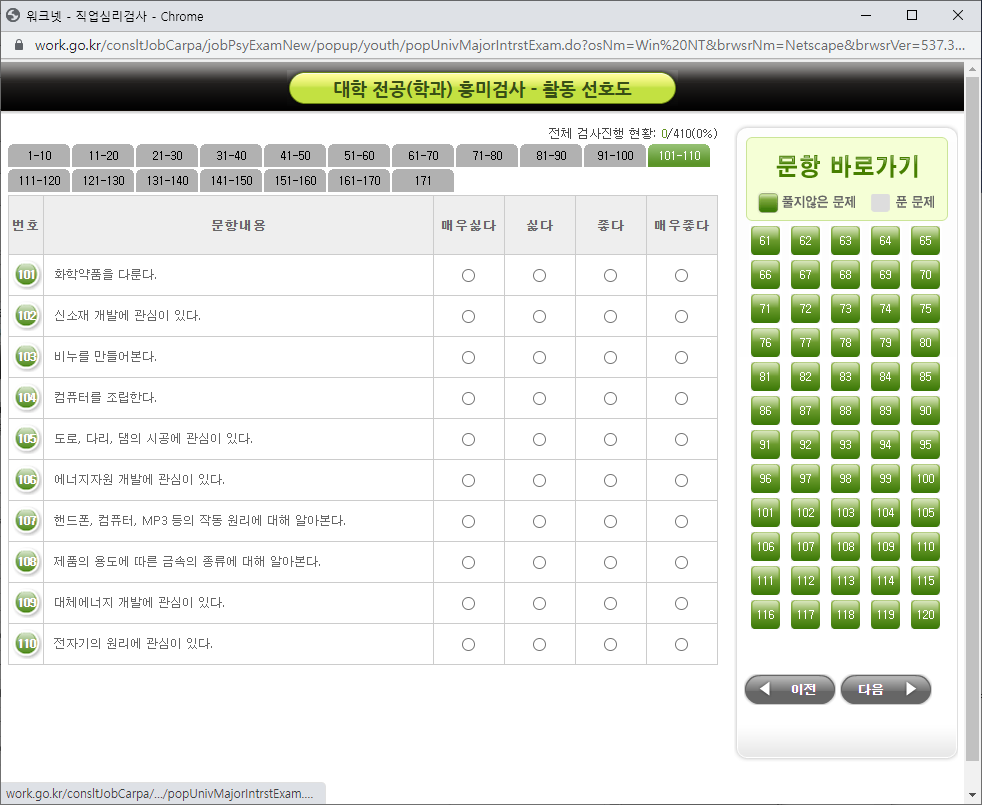 워크넷 - 직업심리검사 - Chrome
work.go.kr/consltJobCarpa/jobPsyExamNew/popup/youth/popUnivMajorIntrstExam.do?osNm=Win%20NT&brwsrNm=Netscape&brwsrVer=537.3...
대학 전공(학과) 흥미검사 - 활동 선호도
전체 검사진행 현황: 0/410(0%)
1-10 11-20 21-30 31-40 41-50 51-60 61-70 71-80 81-90 91-100 101-110
111-120 121-130 131-140 141-150 151-160 161-170 171
번호 문항내용 매우싫다 싫다 좋다 매우좋다
101 화학약품을 다룬다.
102 신소재 개발에 관심이 있다.
103 비누를 만들어본다.
104 컴퓨터를 조립한다.
105 도로, 다리, 댐의 시공에 관심이 있다.
106 에너지자원 개발에 관심이 있다.
107 핸드폰, 컴퓨터, MP3 등의 작동 원리에 대해 알아본다.
108 제품의 용도에 따른 금속의 종류에 대해 알아본다.
109 대체에너지 개발에 관심이 있다.
110 전자기의 원리에 관심이 있다.
문항 바로가기
풀지않은 문제 푼 문제
61 62 63 64 65
66 67 68 69 70
71 72 73 74 75
76 77 78 79 80
81 82 83 84 85
86 87 88 89 90
91 92 93 94 95
96 97 98 99 100
101 102 103 104 105
106 107 108 109 110
111 112 113 114 115
116 117 118 119 120
이전 다음
work.go.kr/consltJobCarpa/.../popUnivMajorIntrstExam....